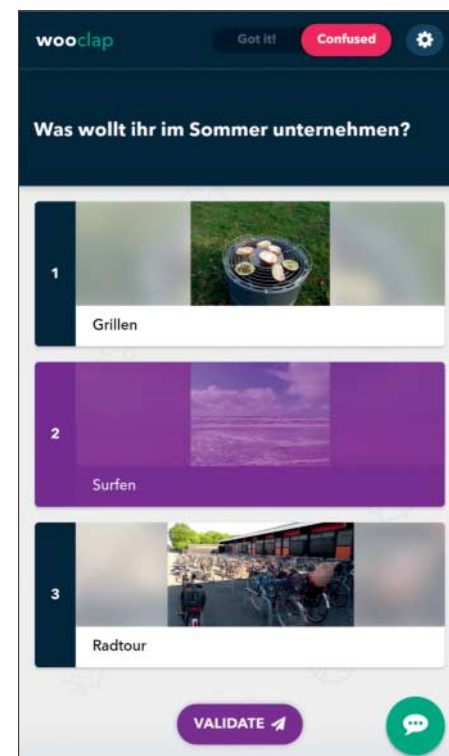 wooclap
Got it! Confused
Was wollt ihr im Sommer unternehmen?
1
Grillen
2
Surfen
3
Radtour
VALIDATE